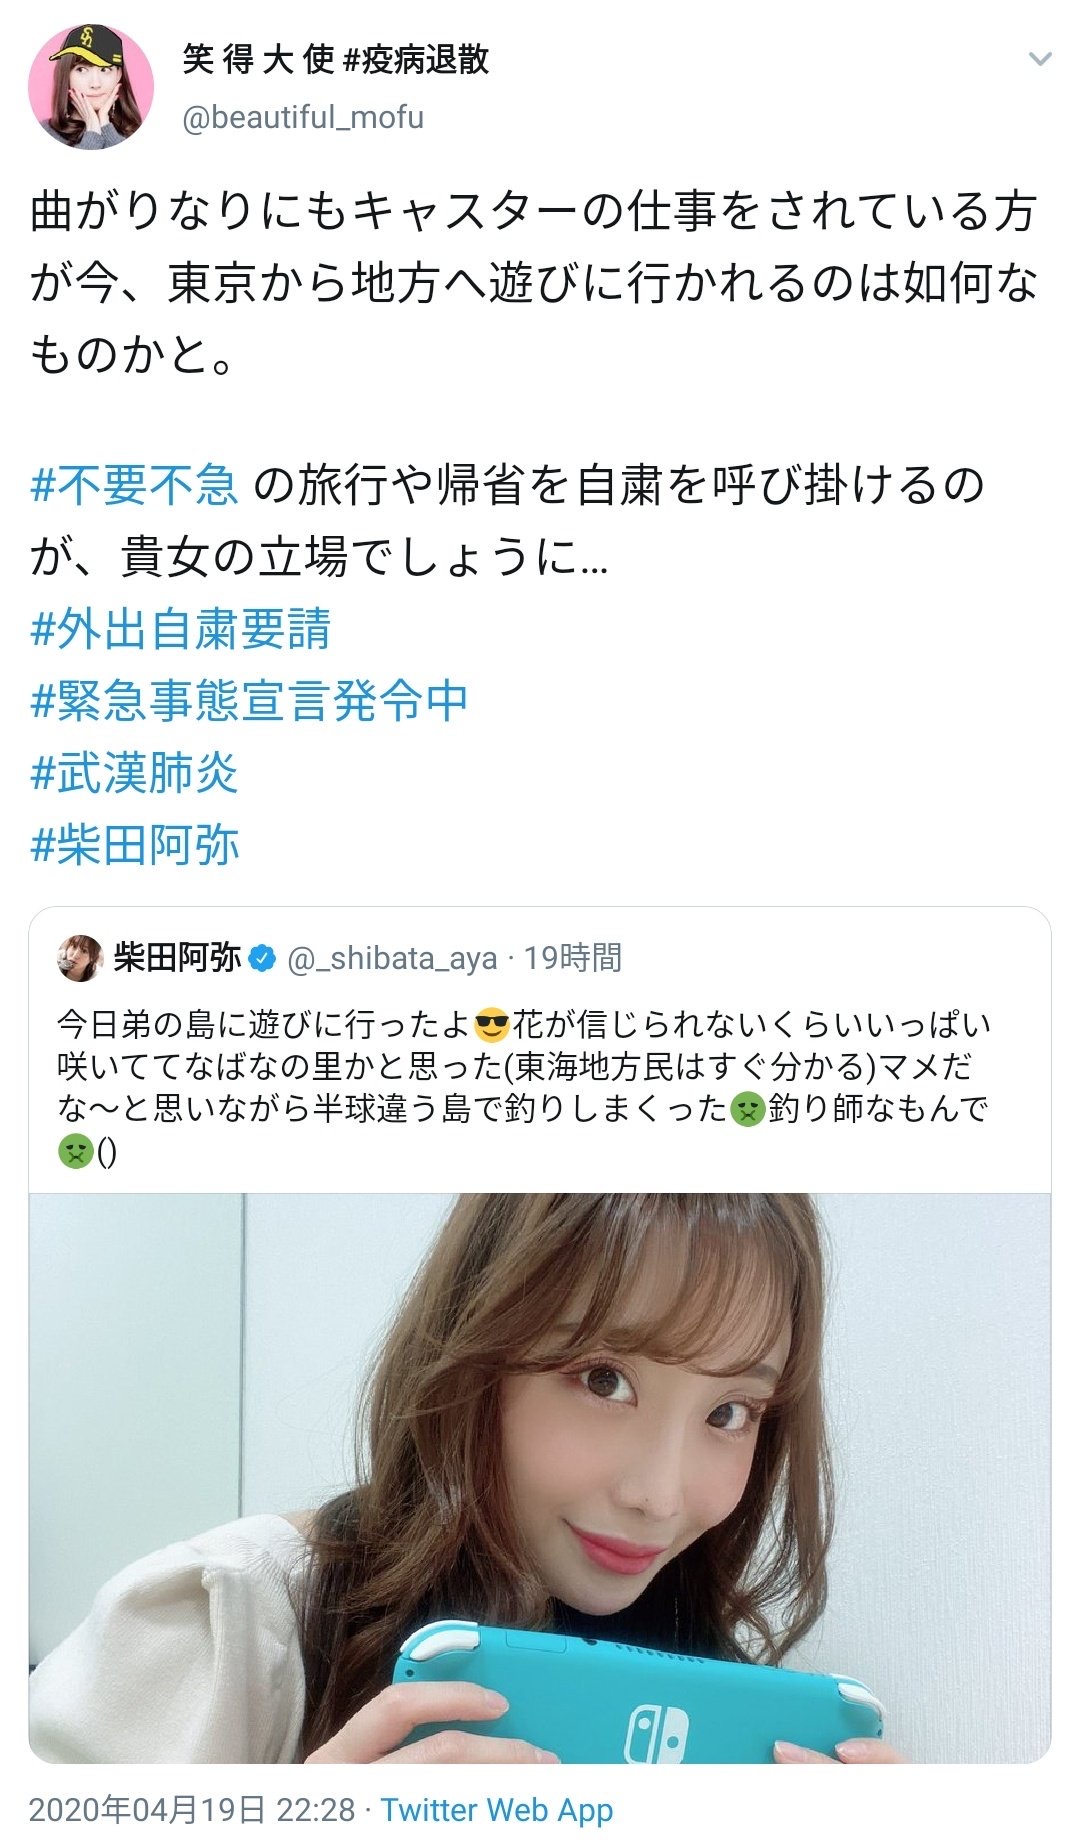 笑 得 大 使 #疫病退散
@beautiful_mofu
曲がりなりにもキャスターの仕事をされている方
が今、東京から地方へ遊びに行かれるのは如何な
ものかと。
#不要不急 の旅行や帰省を自粛を呼び掛けるの
が、貴女の立場でしょうに...
#外出自粛要請
#緊急事態宣言発令中
#武漢肺炎
#柴田阿弥
柴田阿弥 @_shibata_aya · 19時間
今日弟の島に遊びに行ったよ😎花が信じられないくらいいっぱい
咲いててなばなの里かと思った(東海地方民はすぐ分かる)マメだ
な〜と思いながら半球違う島で釣りしまくった🤢釣り師なもんで
🤢()
2020年04月19日 22:28 · Twitter Web App